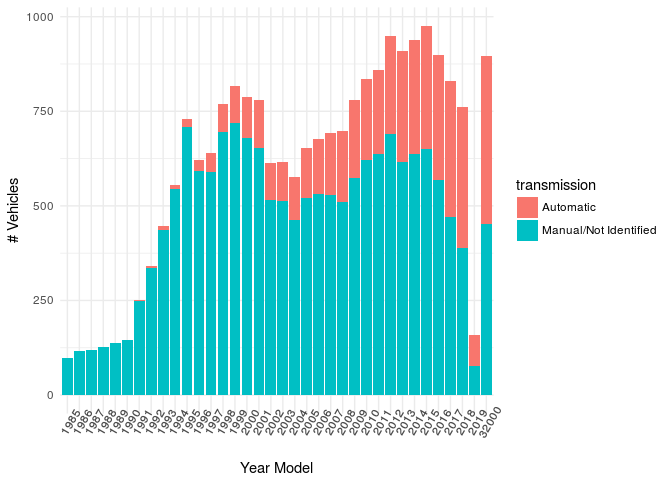 1000
750
500
250
0
# Vehicles
1985 1986 1987 1988 1989 1990 1991 1992 1993 1994 1995 1996 1997 1998 1999 2000 2001 2002 2003 2004 2005 2006 2007 2008 2009 2010 2011 2012 2013 2014 2015 2016 2017 2018 2019 32000
Year Model
transmission
Automatic
Manual/Not Identified